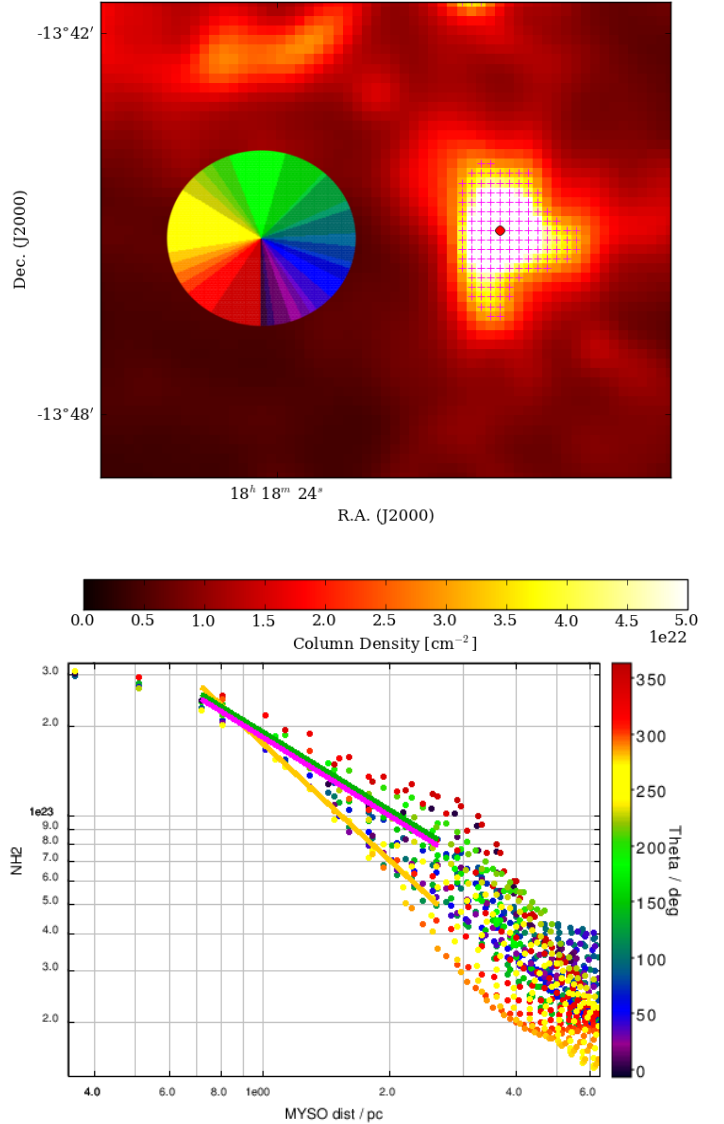 -13°42′
Dec. (J2000)
-13°48′
18ʰ 18ᵐ 24ˢ
R.A. (J2000)
0.0 0.5 1.0 1.5 2.0 2.5 3.0 3.5 4.0 4.5 5.0
1e22
Column Density [cm⁻²]
3.0
2.0
1e23
9.0
8.0
7.0
6.0
5.0
4.0
3.0
2.0
NH2
4.0 6.0 8.0 1e00 2.0 4.0 6.0
MYSO dist / pc
350
300
250
200
150
100
50
0
Theta / deg